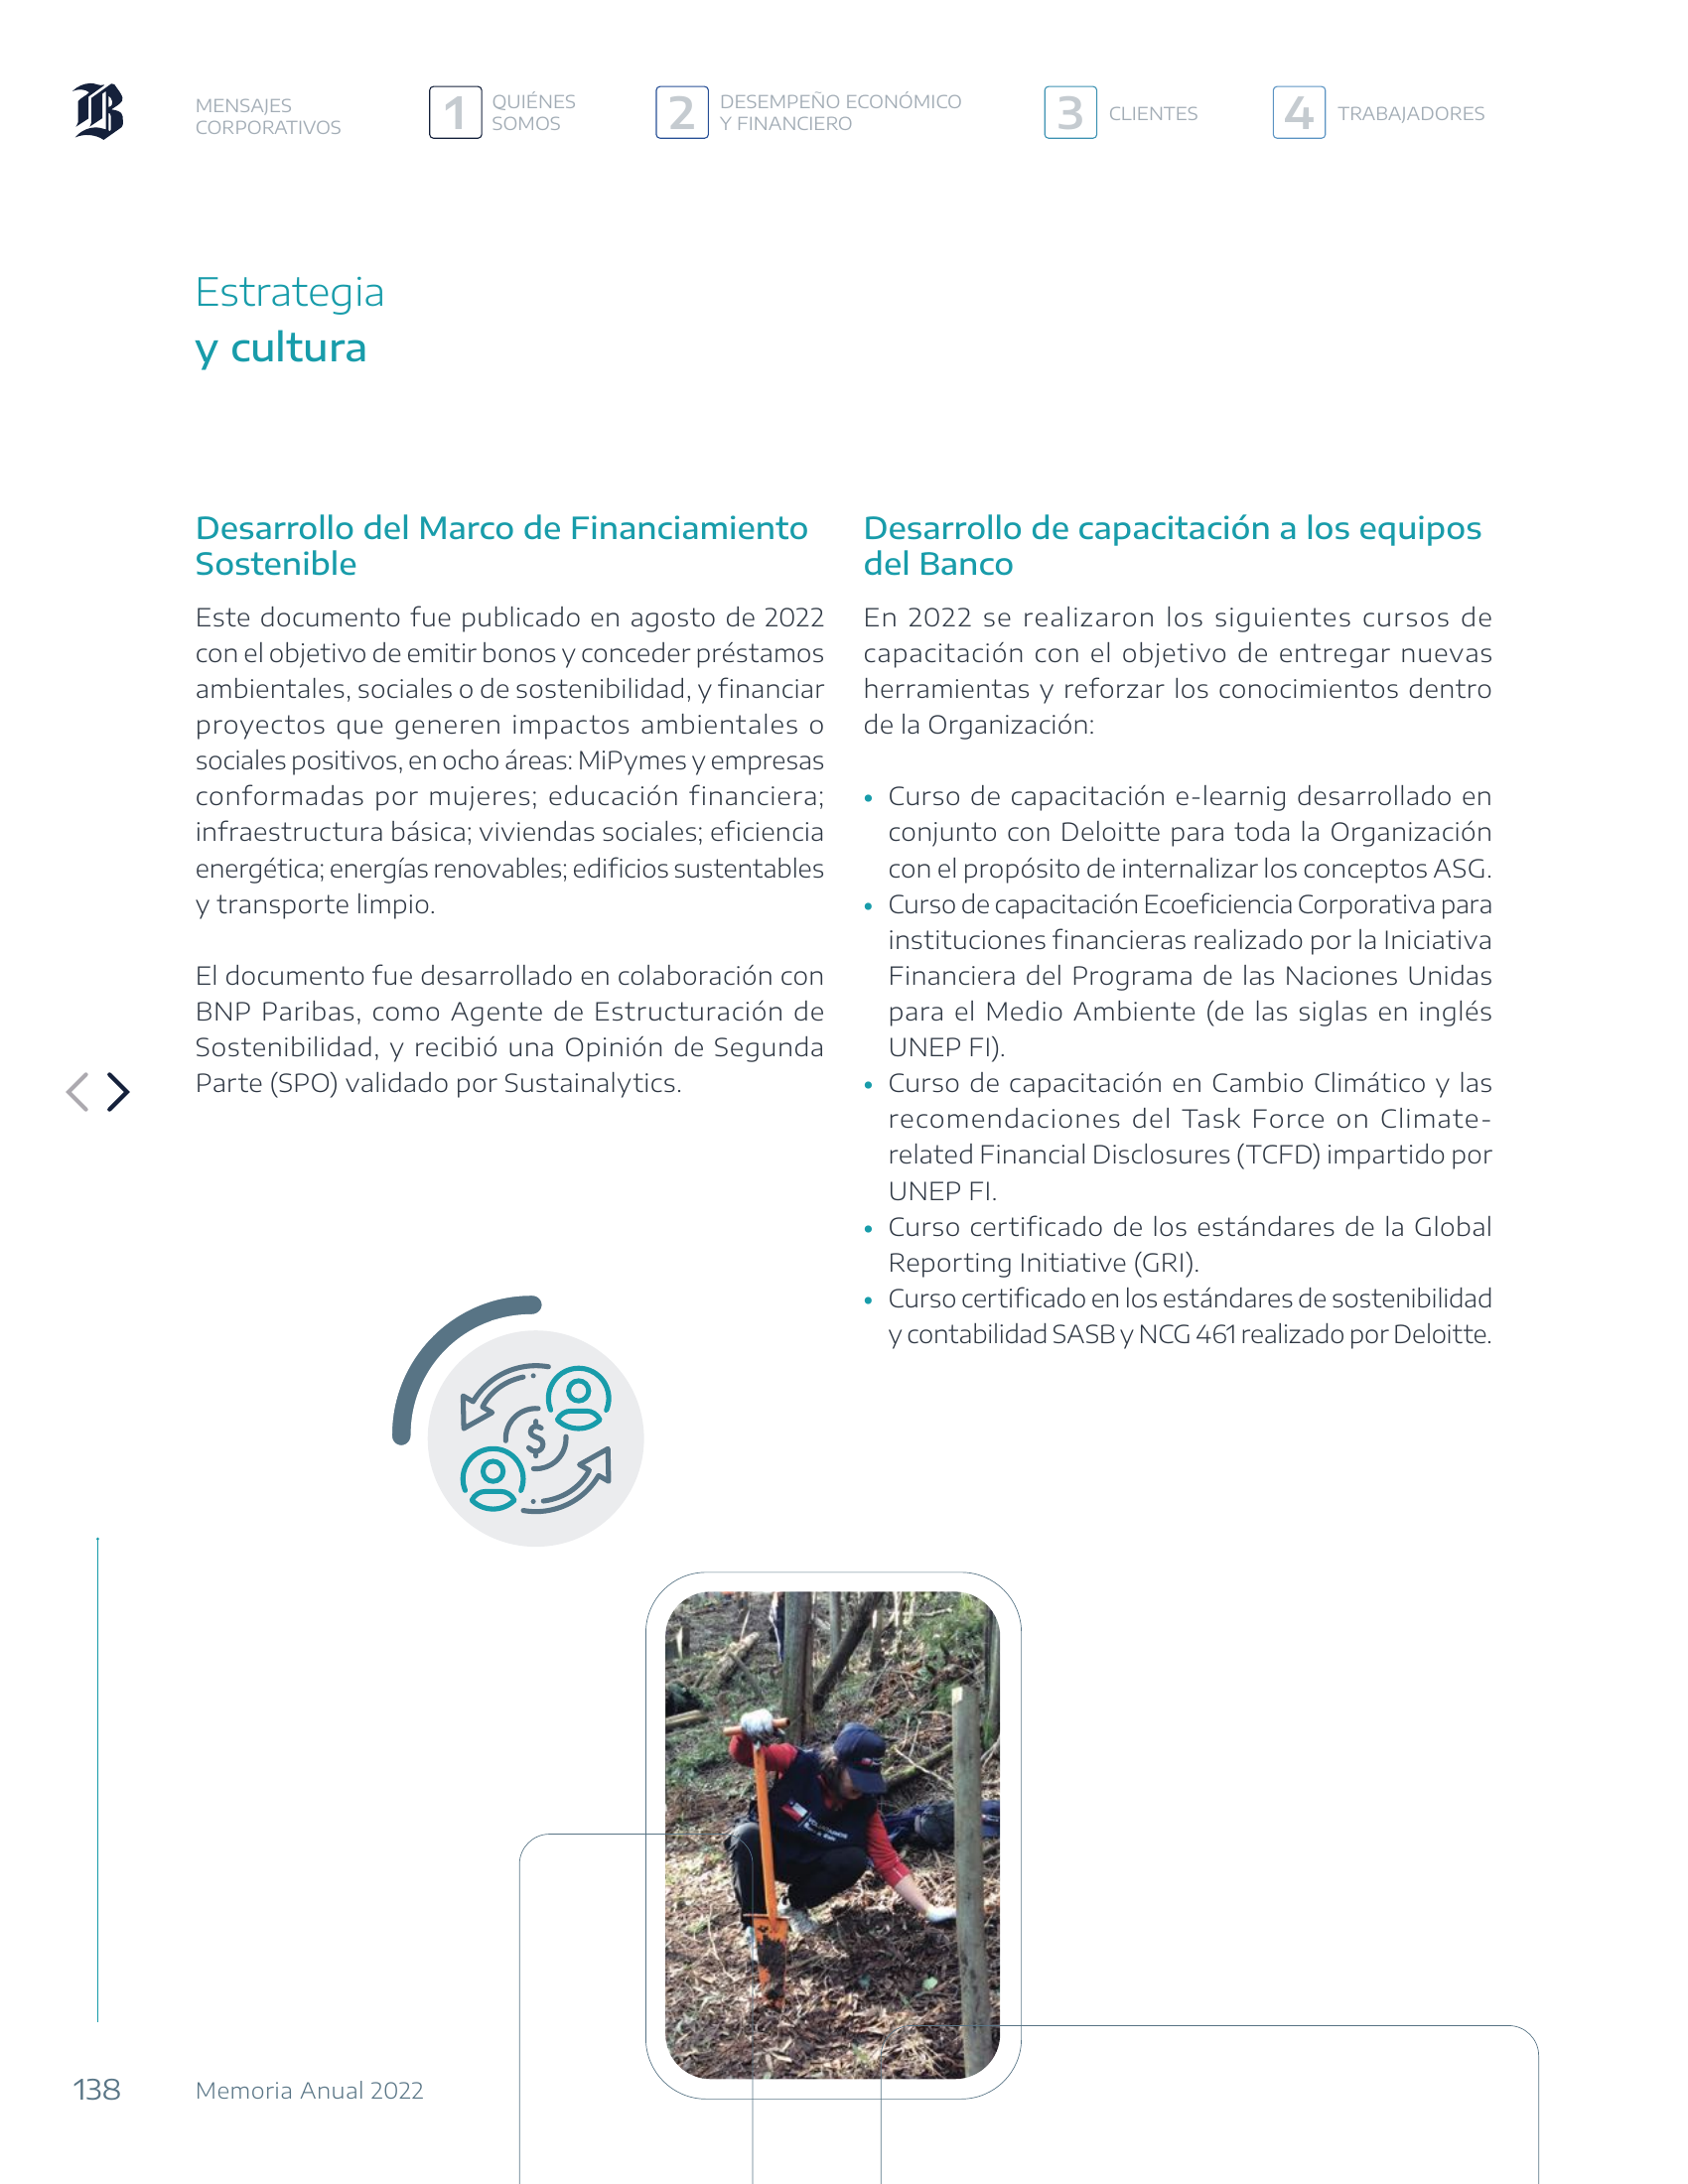 MENSAJES
CORPORATIVOS
1
QUIÉNES
SOMOS
2
DESEMPEÑO ECONÓMICO
Y FINANCIERO
3
CLIENTES
4
TRABAJADORES
Estrategia
y cultura
Desarrollo del Marco de Financiamiento
Sostenible
Este documento fue publicado en agosto de 2022
con el objetivo de emitir bonos y conceder préstamos
ambientales, sociales o de sostenibilidad, y financiar
proyectos que generen impactos ambientales o
sociales positivos, en ocho áreas: MiPymes y empresas
conformadas por mujeres; educación financiera;
infraestructura básica; viviendas sociales; eficiencia
energética; energías renovables; edificios sustentables
y transporte limpio.
El documento fue desarrollado en colaboración con
BNP Paribas, como Agente de Estructuración de
Sostenibilidad, y recibió una Opinión de Segunda
Parte (SPO) validado por Sustainalytics.
Desarrollo de capacitación a los equipos
del Banco
En 2022 se realizaron los siguientes cursos de
capacitación con el objetivo de entregar nuevas
herramientas y reforzar los conocimientos dentro
de la Organización:
• Curso de capacitación e-learnig desarrollado en
conjunto con Deloitte para toda la Organización
con el propósito de internalizar los conceptos ASG.
• Curso de capacitación Ecoeficiencia Corporativa para
instituciones financieras realizado por la Iniciativa
Financiera del Programa de las Naciones Unidas
para el Medio Ambiente (de las siglas en inglés
UNEP FI).
• Curso de capacitación en Cambio Climático y las
recomendaciones del Task Force on Climate-
related Financial Disclosures (TCFD) impartido por
UNEP FI.
• Curso certificado de los estándares de la Global
Reporting Initiative (GRI).
• Curso certificado en los estándares de sostenibilidad
y contabilidad SASB y NCG 461 realizado por Deloitte.
$
138
Memoria Anual 2022